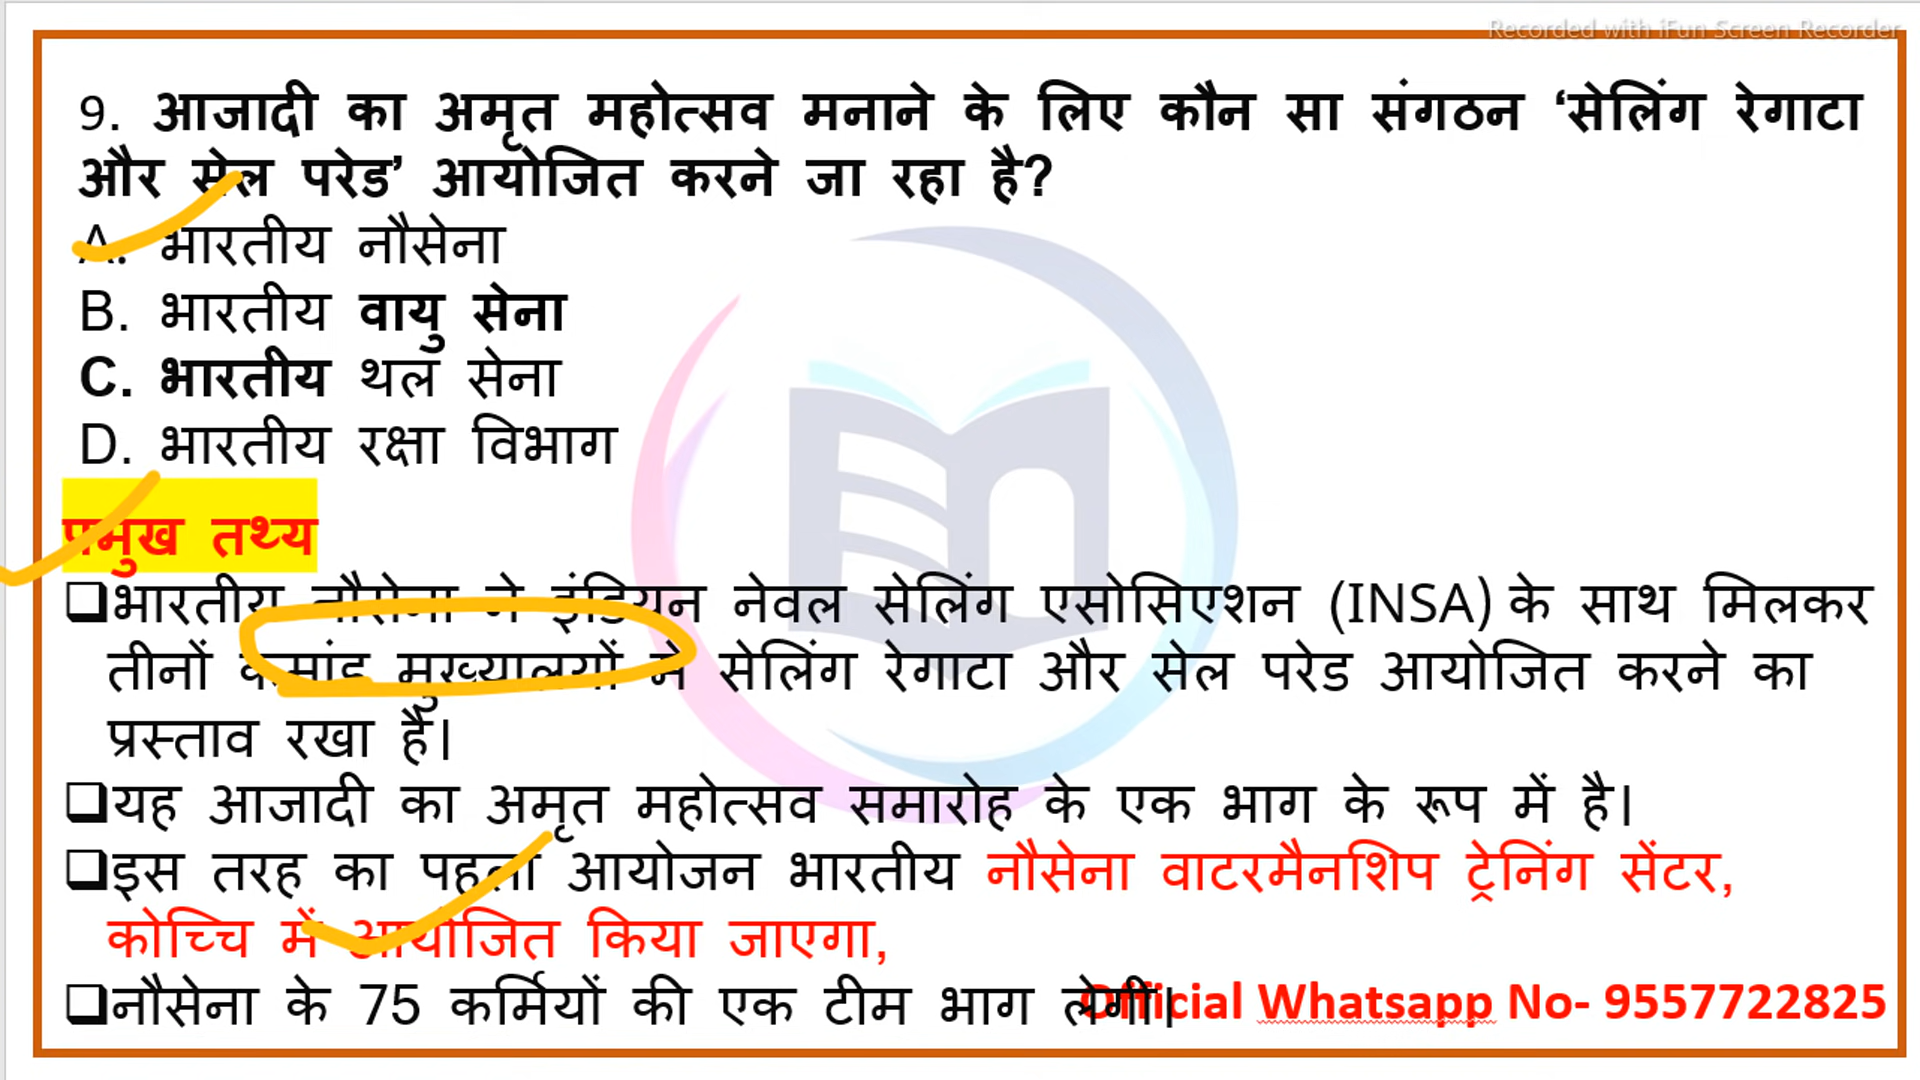 Recorded with iFun Screen Recorder
9. आजादी का अमृत महोत्सव मनाने के लिए कौन सा संगठन ‘सेलिंग रेगाटा
और सेल परेड’ आयोजित करने जा रहा है?
A. भारतीय नौसेना
B. भारतीय वायु सेना
C. भारतीय थल सेना
D. भारतीय रक्षा विभाग
प्रमुख तथ्य
❑भारतीय नौसेना ने इंडियन नेवल सेलिंग एसोसिएशन (INSA) के साथ मिलकर
तीनों कमांड मुख्यालयों में सेलिंग रेगाटा और सेल परेड आयोजित करने का
प्रस्ताव रखा है।
❑यह आजादी का अमृत महोत्सव समारोह के एक भाग के रूप में है।
❑इस तरह का पहला आयोजन भारतीय नौसेना वाटरमैनशिप ट्रेनिंग सेंटर,
कोच्चि में आयोजित किया जाएगा,
❑नौसेना के 75 कर्मियों की एक टीम भाग लेगी।
Official Whatsapp No- 9557722825